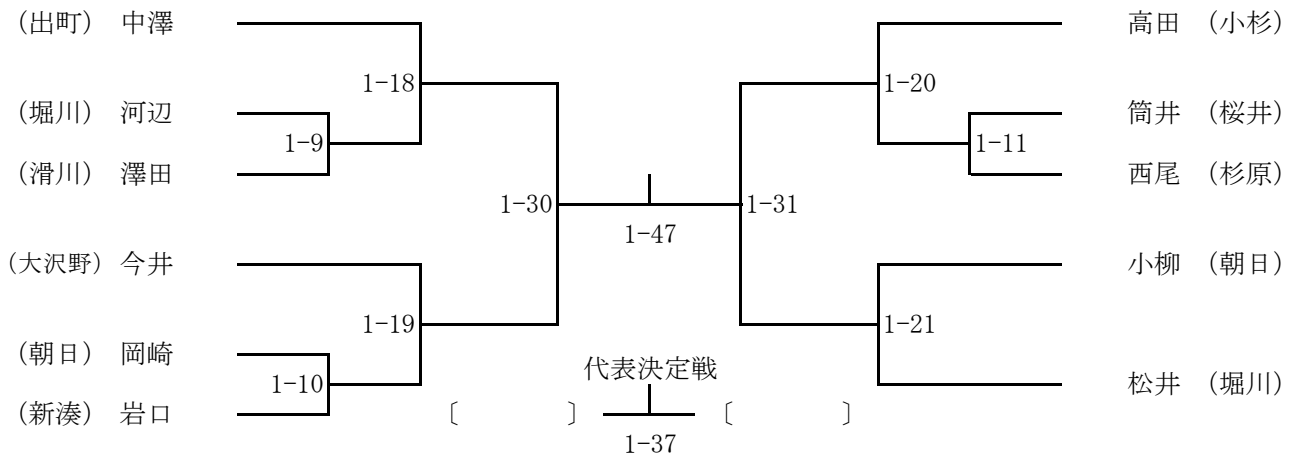 （出町） 中澤
高田 （小杉）
1-18
1-20
（堀川） 河辺
筒井 （桜井）
1-9
1-11
（滑川） 澤田
西尾 （杉原）
1-30
1-31
1-47
（大沢野） 今井
小柳 （朝日）
1-19
1-21
（朝日） 岡崎
代表決定戦
1-10
松井 （堀川）
（新湊） 岩口
〔 〕 〔 〕
1-37